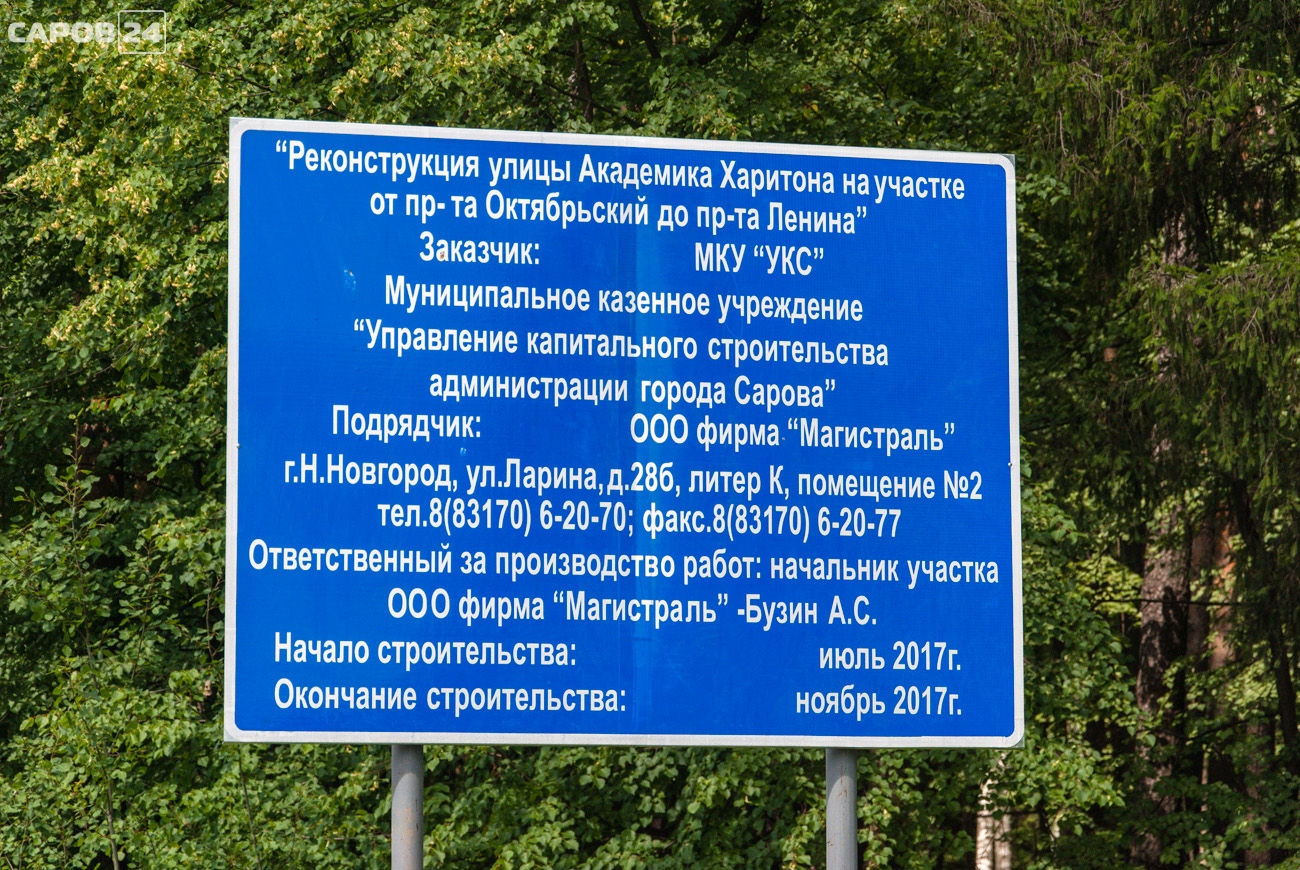 САРОВ 24
“Реконструкция улицы Академика Харитона на участке
от пр- та Октябрьский до пр-та Ленина”
Заказчик: МКУ “УКС”
Муниципальное казенное учреждение
“Управление капитального строительства
администрации города Сарова”
Подрядчик: ООО фирма “Магистраль”
г.Н.Новгород, ул.Ларина,д.28б, литер К, помещение №2
тел.8(83170) 6-20-70; факс.8(83170) 6-20-77
Ответственный за производство работ: начальник участка
ООО фирма “Магистраль” -Бузин А.С.
Начало строительства: июль 2017г.
Окончание строительства: ноябрь 2017г.